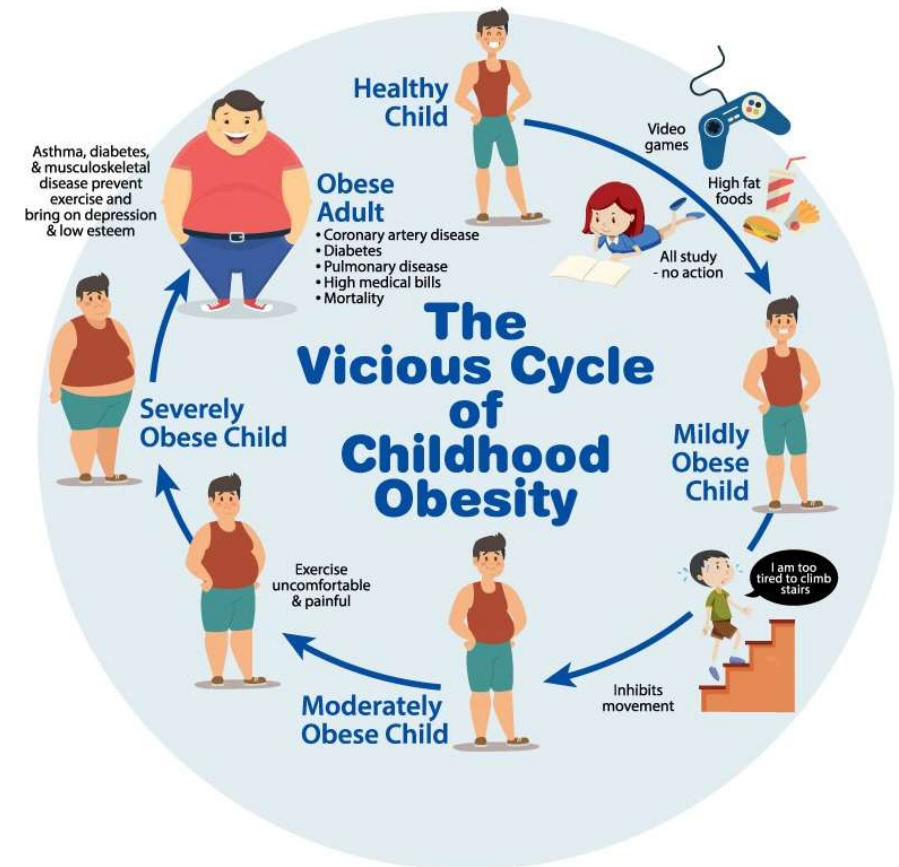 The
Vicious Cycle
of
Childhood
Obesity
Healthy
Child
Video
games
High fat
foods
All study
- no action
Mildly
Obese
Child
I am too
tired to climb
stairs
Inhibits
movement
Moderately
Obese Child
Exercise
uncomfortable
& painful
Severely
Obese Child
Asthma, diabetes,
& musculoskeletal
disease prevent
exercise and
bring on depression
& low esteem
Obese
Adult
• Coronary artery disease
• Diabetes
• Pulmonary disease
• High medical bills
• Mortality